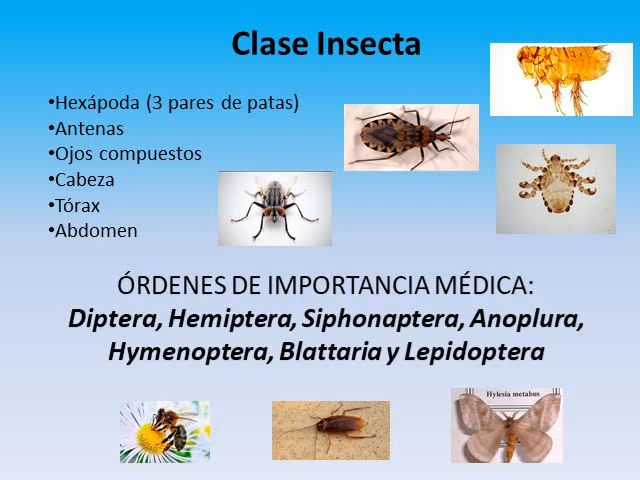 Clase Insecta
•Hexápoda (3 pares de patas)
•Antenas
•Ojos compuestos
•Cabeza
•Tórax
•Abdomen
ÓRDENES DE IMPORTANCIA MÉDICA:
Diptera, Hemiptera, Siphonaptera, Anoplura,
Hymenoptera, Blattaria y Lepidoptera
Hylesia metabus